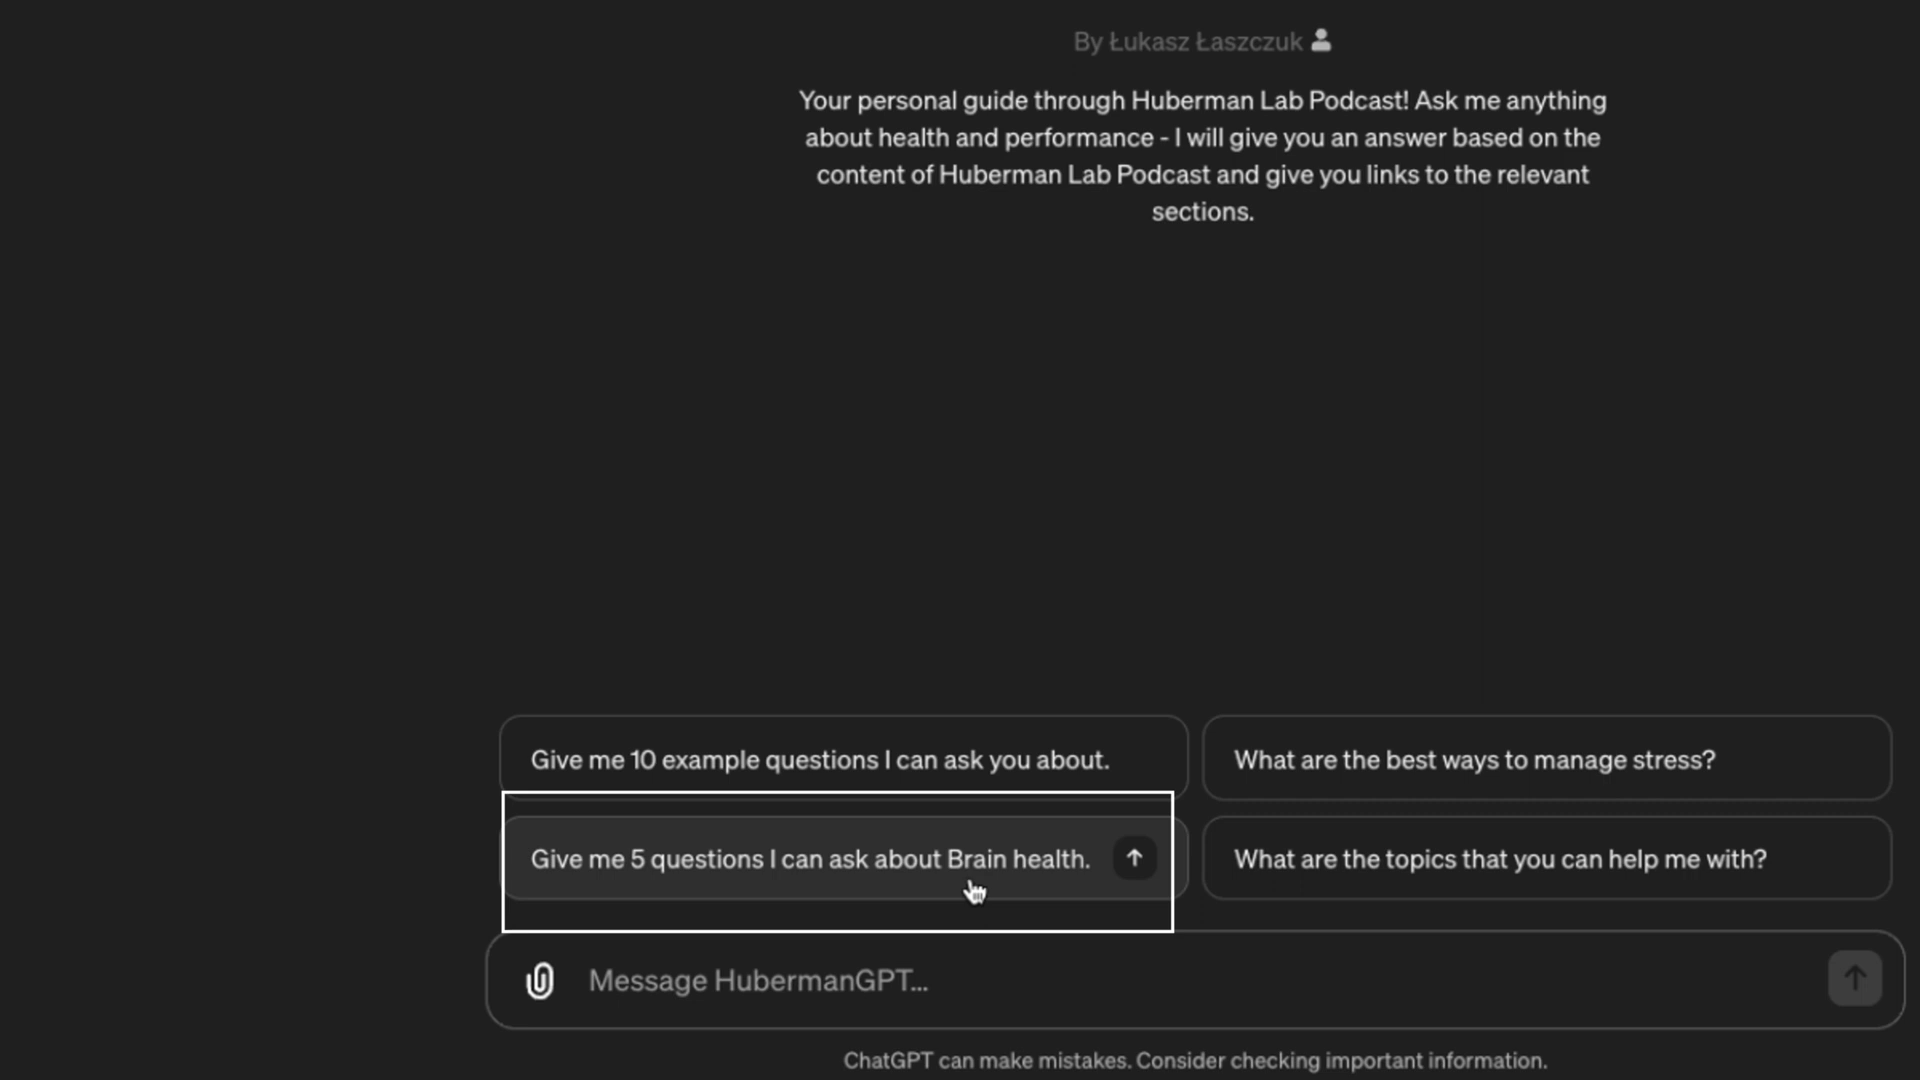 By Łukasz Łaszczuk
Your personal guide through Huberman Lab Podcast! Ask me anything
about health and performance - I will give you an answer based on the
content of Huberman Lab Podcast and give you links to the relevant
sections.
Give me 10 example questions I can ask you about.
What are the best ways to manage stress?
Give me 5 questions I can ask about Brain health.
What are the topics that you can help me with?
Message HubermanGPT...
ChatGPT can make mistakes. Consider checking important information.